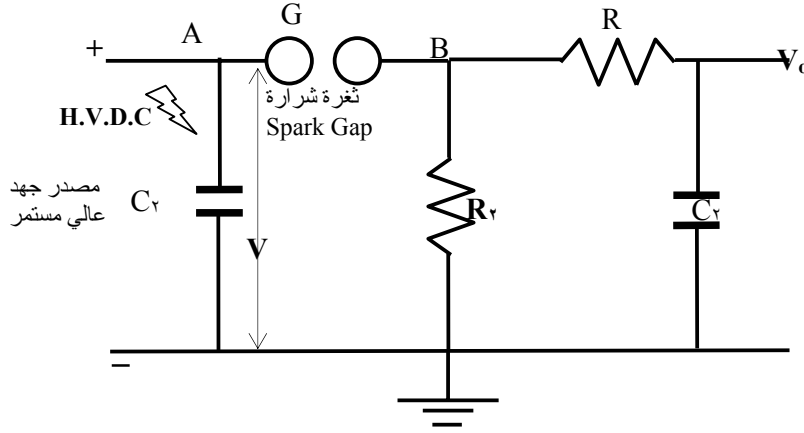 G
R
A
B
+
V₀
ثغرة شرارة
Spark Gap
H.V.D.C
مصدر جهد
عالي مستمر
C₂
V
R₂
C₂
−